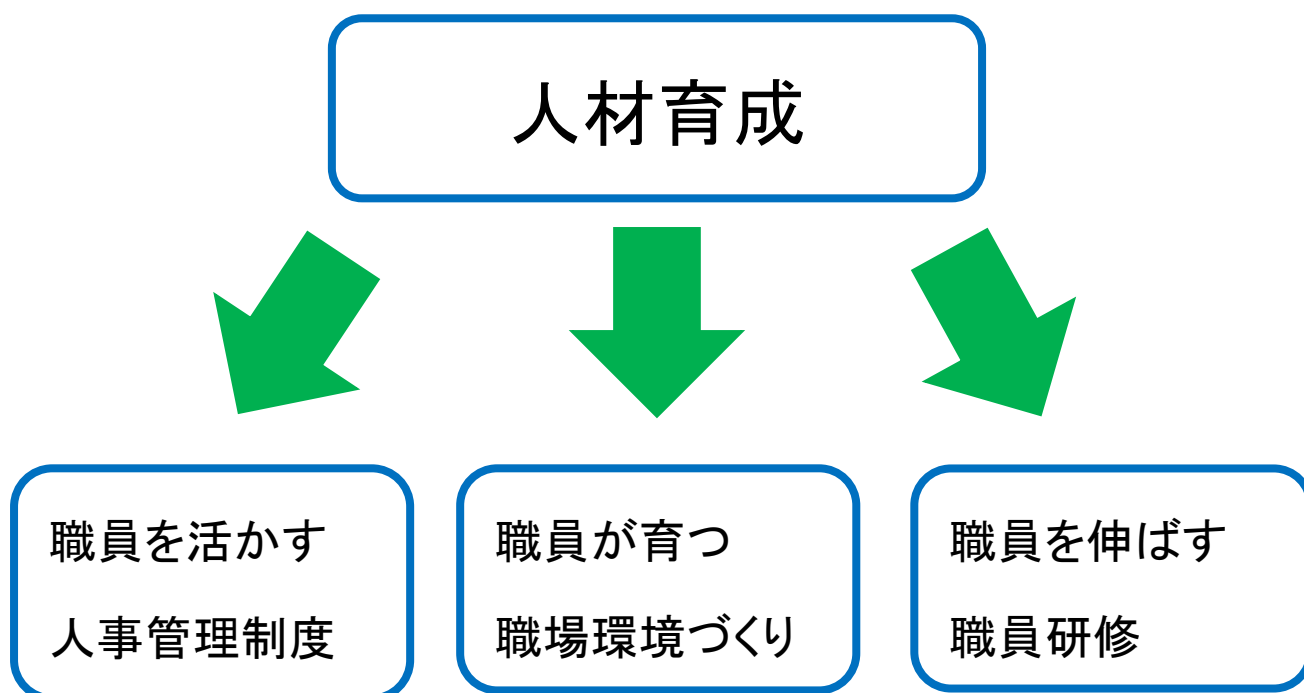 人材育成
職員を活かす
人事管理制度
職員が育つ
職場環境づくり
職員を伸ばす
職員研修